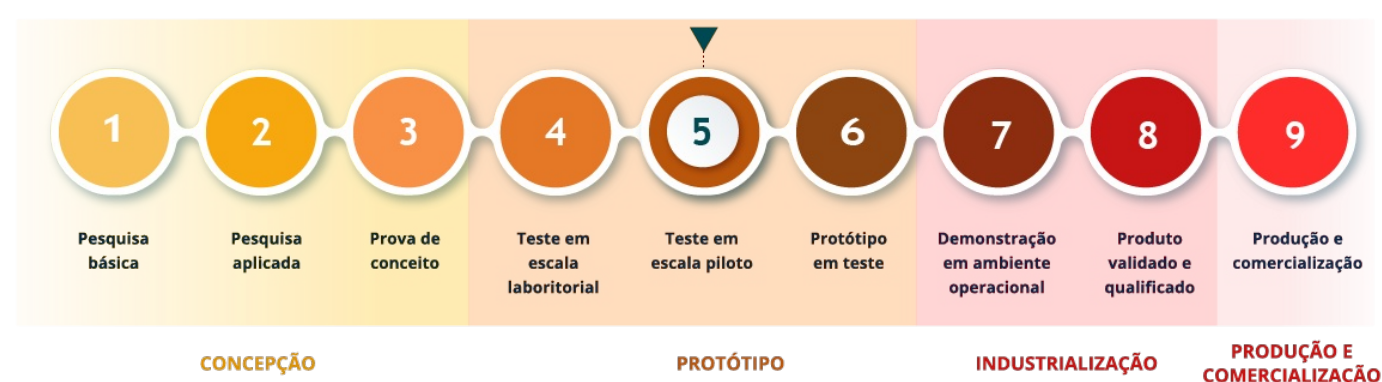 1
2
3
4
5
6
7
8
9
Pesquisa
básica
Pesquisa
aplicada
Prova de
conceito
Teste em
escala
laboritorial
Teste em
escala piloto
Protótipo
em teste
Demonstração
em ambiente
operacional
Produto
validado e
qualificado
Produção e
comercialização
CONCEPÇÃO
PROTÓTIPO
INDUSTRIALIZAÇÃO
PRODUÇÃO E
COMERCIALIZAÇÃO